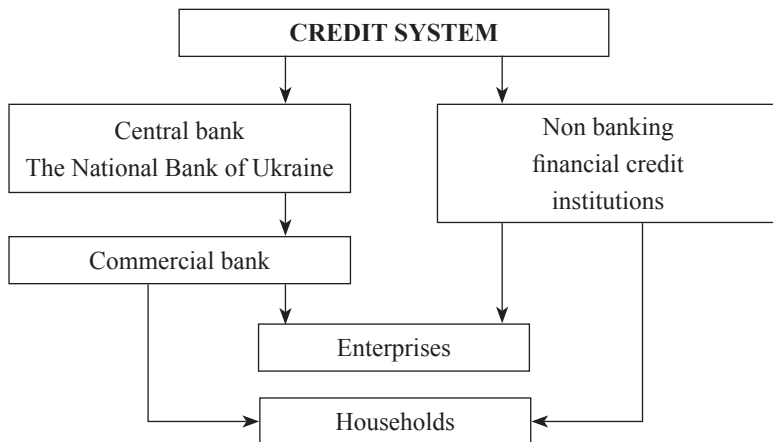 CREDIT SYSTEM
Central bank
The National Bank of Ukraine
Non banking
financial credit
institutions
Commercial bank
Enterprises
Households